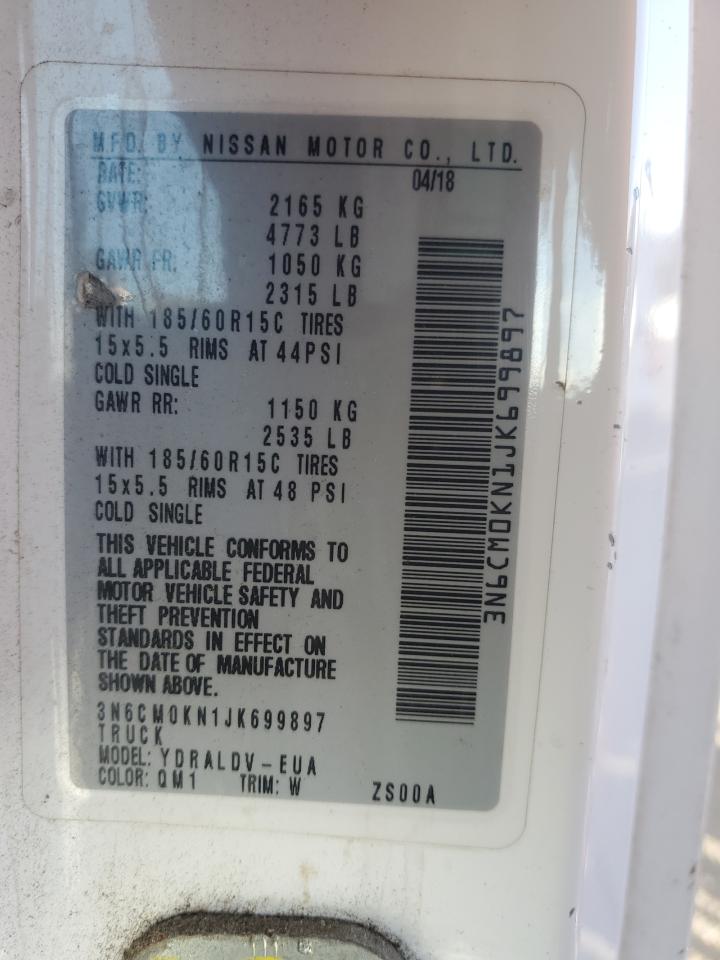 MFD. BY NISSAN MOTOR CO., LTD.
DATE: 04/18
GVWR: 2165 KG
4773 LB
GAWR FR: 1050 KG
2315 LB
WITH 185/60R15C TIRES
15x5.5 RIMS AT 44PSI
COLD SINGLE
GAWR RR: 1150 KG
2535 LB
WITH 185/60R15C TIRES
15x5.5 RIMS AT 48 PSI
COLD SINGLE
THIS VEHICLE CONFORMS TO
ALL APPLICABLE FEDERAL
MOTOR VEHICLE SAFETY AND
THEFT PREVENTION
STANDARDS IN EFFECT ON
THE DATE OF MANUFACTURE
SHOWN ABOVE.
3N6CM0KN1JK699897
TRUCK
MODEL: YDRALDV-EUA
COLOR: QM1 TRIM: W ZS00A
3N6CM0KN1JK699897